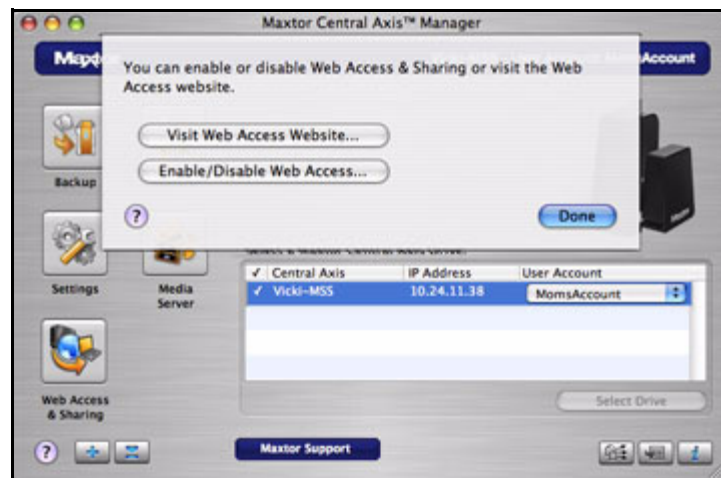 Maxtor Central Axis™ Manager
Account
You can enable or disable Web Access & Sharing or visit the Web
Access website.
Visit Web Access Website...
Enable/Disable Web Access...
?
Done
Backup
Settings
Media
Server
Web Access
& Sharing
✓ Central Axis IP Address User Account
✓ Vicki-MSS 10.24.11.38 MomsAccount
Select Drive
?
Maxtor Support
i